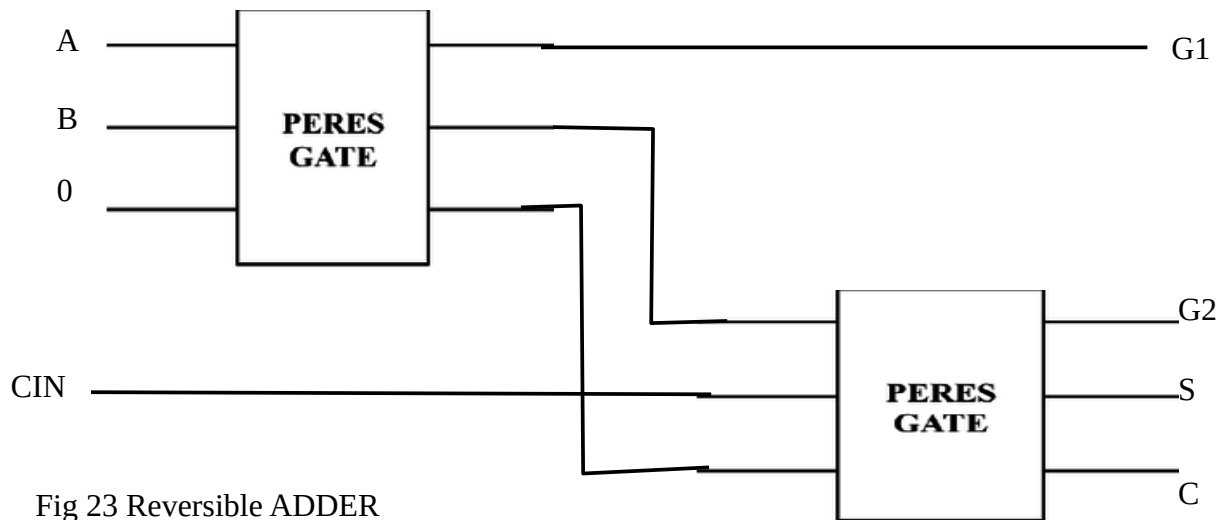 A
G1
B
PERES
GATE
0
G2
CIN
S
PERES
GATE
C
Fig 23 Reversible ADDER